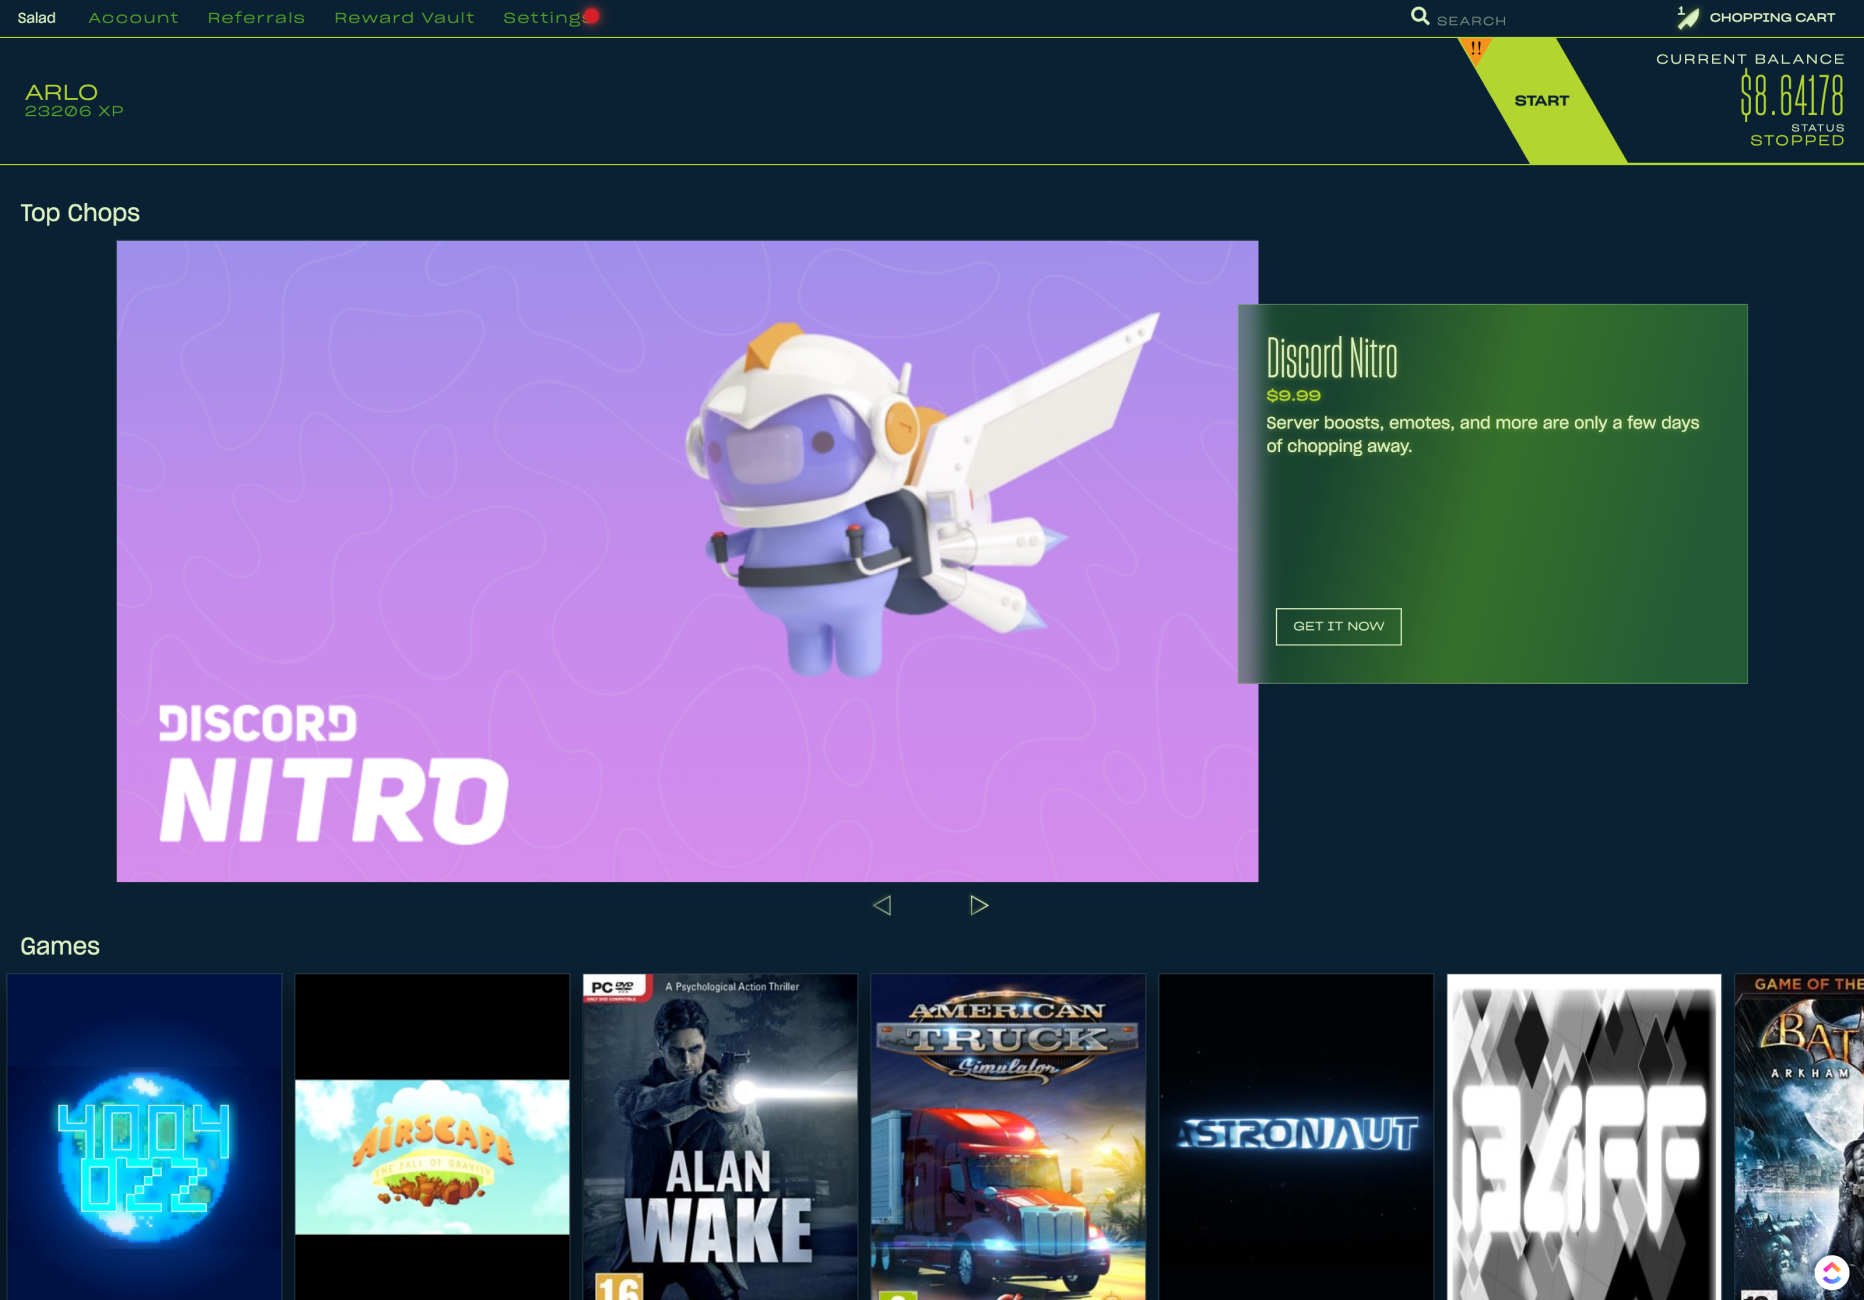 Salad Account Referrals Reward Vault Settings SEARCH 1 CHOPPING CART
!!
CURRENT BALANCE
$8.64178
STATUS
STOPPED
START
ARLO
23206 XP
Top Chops
DISCORD
NITRO
Discord Nitro
$9.99
Server boosts, emotes, and more are only a few days
of chopping away.
GET IT NOW
Games
4004
022
AIRSCAPE
THE FALL OF GRAVITY
PC DVD
A Psychological Action Thriller
ALAN
WAKE
16
AMERICAN
TRUCK
Simulator
ASTRONAUT
GAME OF THE
BAT
ARKHAM